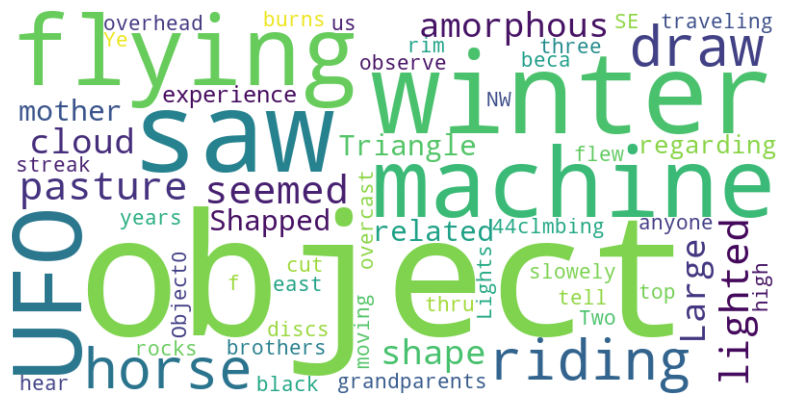 overhead burns us SE traveling
Ye rim three
flying amorphous draw
observe beca
winter
experience NW
mother saw
cloud Triangle flew regarding
streak
pasture seemed machine
overcast
years Shapped related 44clmbing anyone
UFO object
Object0 f cut east Lights slowely Large lighted high
thru tell top
discs moving Two
rocks brothers shape riding
horse
hear black grandparents